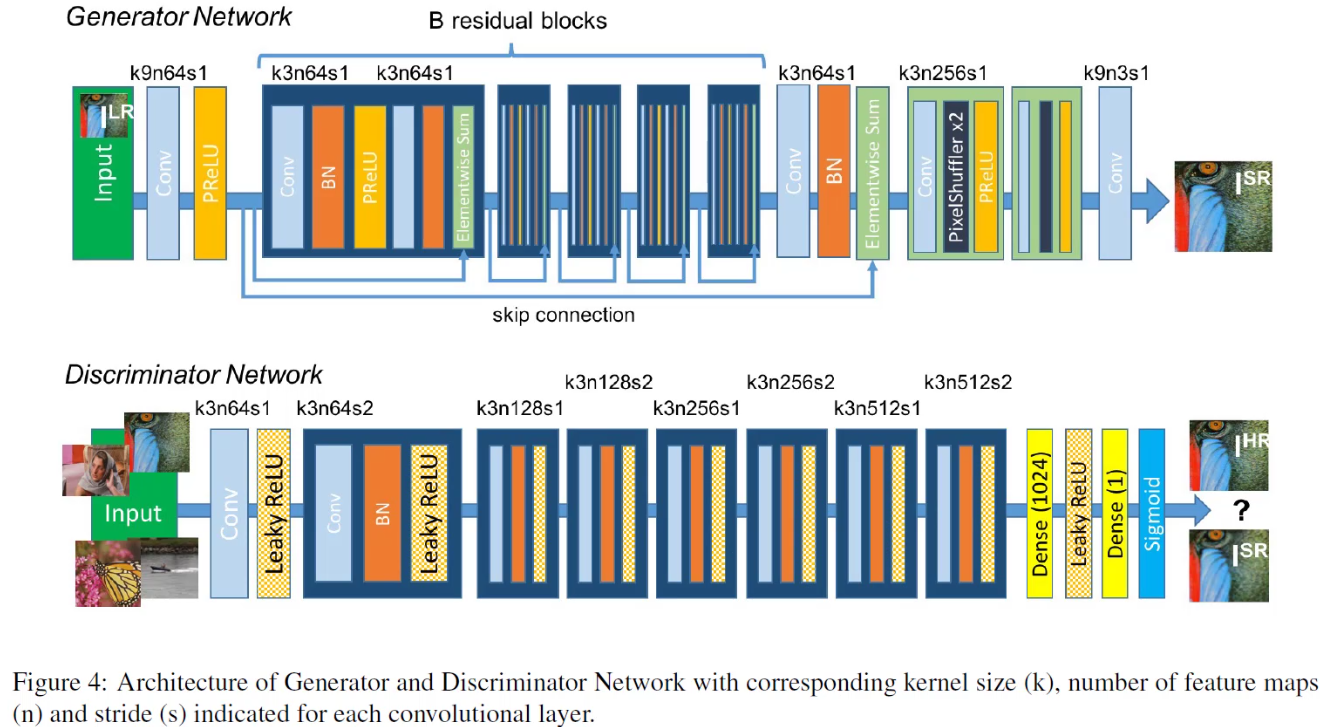 Generator Network
B residual blocks
k9n64s1
k3n64s1
k3n64s1
k3n64s1
k3n256s1
k9n3s1
I^LR
Input
Conv
PReLU
Conv
BN
PReLU
Elementwise Sum
Conv
BN
Elementwise Sum
Conv
PixelShuffler x2
PReLU
Conv
I^SR
skip connection
Discriminator Network
k3n64s1
k3n64s2
k3n128s1
k3n128s2
k3n256s1
k3n256s2
k3n512s1
k3n512s2
Input
Conv
Leaky ReLU
Conv
BN
Leaky ReLU
Dense (1024)
Leaky ReLU
Dense (1)
Sigmoid
I^HR
?
I^SR
Figure 4: Architecture of Generator and Discriminator Network with corresponding kernel size (k), number of feature maps
(n) and stride (s) indicated for each convolutional layer.